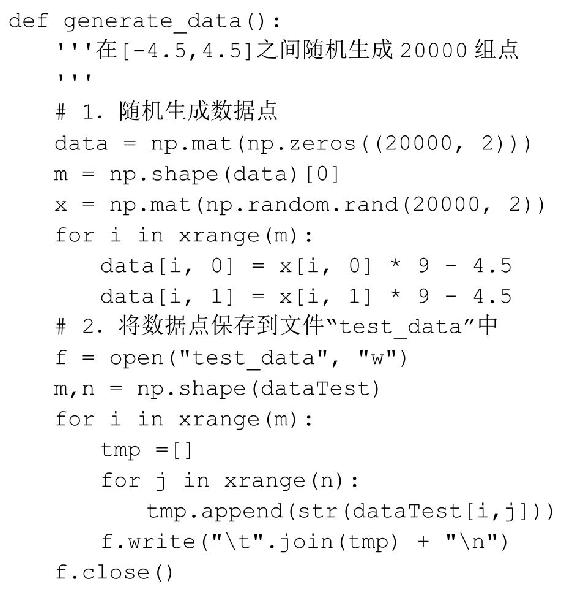 def generate_data():
    '''在[-4.5,4.5]之间随机生成20000组点
    '''
    # 1. 随机生成数据点
    data = np.mat(np.zeros((20000, 2)))
    m = np.shape(data)[0]
    x = np.mat(np.random.rand(20000, 2))
    for i in xrange(m):
        data[i, 0] = x[i, 0] * 9 - 4.5
        data[i, 1] = x[i, 1] * 9 - 4.5
    # 2. 将数据点保存到文件“test_data”中
    f = open("test_data", "w")
    m,n = np.shape(dataTest)
    for i in xrange(m):
        tmp =[]
        for j in xrange(n):
            tmp.append(str(dataTest[i,j]))
        f.write("\t".join(tmp) + "\n")
    f.close()